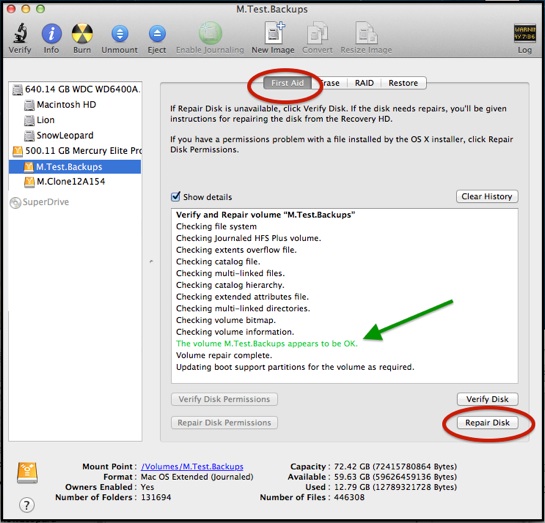 M.Test.Backups
Verify
Info
Burn
Unmount
Eject
Enable Journaling
New Image
Convert
Resize Image
Log
640.14 GB WDC WD6400A…
Macintosh HD
Lion
SnowLeopard
500.11 GB Mercury Elite Pro
M.Test.Backups
M.Clone12A154
SuperDrive
First Aid
Erase
RAID
Restore
If Repair Disk is unavailable, click Verify Disk. If the disk needs repairs, you'll be given
instructions for repairing the disk from the Recovery HD.
If you have a permissions problem with a file installed by the OS X installer, click Repair
Disk Permissions.
Show details
Clear History
Verify and Repair volume “M.Test.Backups”
Checking file system
Checking Journaled HFS Plus volume.
Checking extents overflow file.
Checking catalog file.
Checking multi-linked files.
Checking catalog hierarchy.
Checking extended attributes file.
Checking multi-linked directories.
Checking volume bitmap.
Checking volume information.
The volume M.Test.Backups appears to be OK.
Volume repair complete.
Updating boot support partitions for the volume as required.
Verify Disk Permissions
Verify Disk
Repair Disk Permissions
Repair Disk
Mount Point : /Volumes/M.Test.Backups
Format : Mac OS Extended (Journaled)
Owners Enabled : Yes
Number of Folders : 131694
Capacity : 72.42 GB (72415780864 Bytes)
Available : 59.63 GB (59626459136 Bytes)
Used : 12.79 GB (12789321728 Bytes)
Number of Files : 446308
?